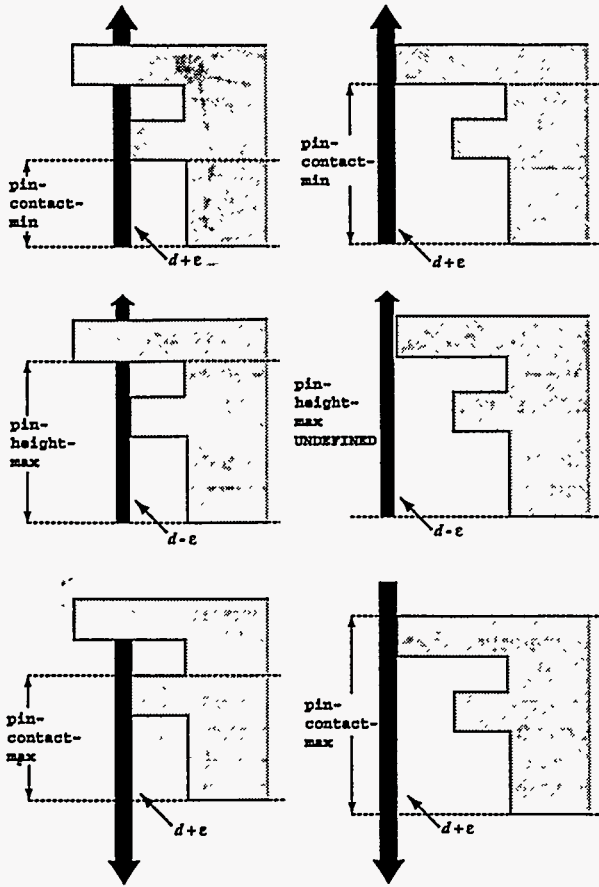 pin-
contact-
min
d+ε
pin-
contact-
min
d+ε
pin-
height-
max
d-ε
pin-
height-
max
UNDEFINED
d-ε
pin-
contact-
max
d+ε
pin-
contact-
max
d+ε